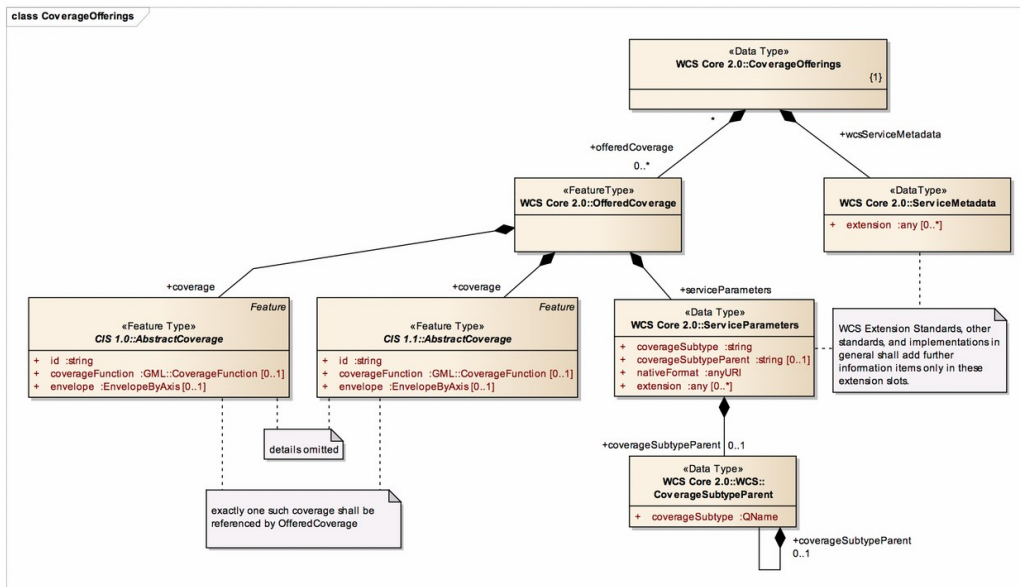 class CoverageOfferings
«Data Type»
WCS Core 2.0::CoverageOfferings
{1}
*
+offeredCoverage
0..*
+wcsServiceMetadata
«FeatureType»
WCS Core 2.0::OfferedCoverage
«DataType»
WCS Core 2.0::ServiceMetadata
+ extension :any [0..*]
+coverage
+coverage
+serviceParameters
Feature
«Feature Type»
CIS 1.0::AbstractCoverage
+ id :string
+ coverageFunction :GML::CoverageFunction [0..1]
+ envelope :EnvelopeByAxis [0..1]
Feature
«Feature Type»
CIS 1.1::AbstractCoverage
+ id :string
+ coverageFunction :GML::CoverageFunction [0..1]
+ envelope :EnvelopeByAxis [0..1]
«Data Type»
WCS Core 2.0::ServiceParameters
+ coverageSubtype :string
+ coverageSubtypeParent :string [0..1]
+ nativeFormat :anyURI
+ extension :any [0..*]
WCS Extension Standards, other
standards, and implementations in
general shall add further
information items only in these
extension slots.
details omitted
exactly one such coverage shall be
referenced by OfferedCoverage
+coverageSubtypeParent 0..1
«Data Type»
WCS Core 2.0::WCS::
CoverageSubtypeParent
+ coverageSubtype :QName
+coverageSubtypeParent
0..1